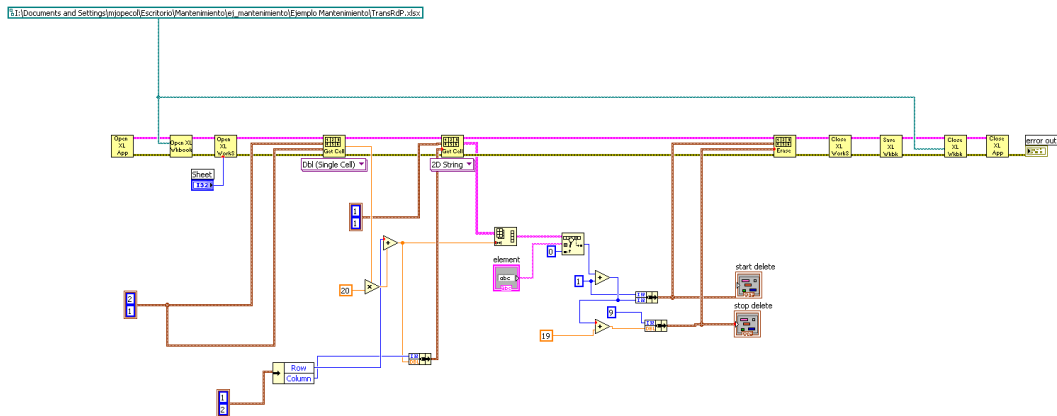 I:\Documents and Settings\mjopecol\Escritorio\Mantenimiento\ej_mantenimiento\Ejemplo Mantenimiento\TransRdP.xlsx
Open XL App
Open XL Wkbook
Open XL WorkS
Get Cell
Get Cell
Erase
Close XL WorkS
Save XL Wkbk
Close XL Wkbk
Close XL App
error out
Dbl (Single Cell)
2D String
Sheet
I32
1
1
element
abc
0
20
1
start delete
2
1
9
stop delete
19
Row
Column
1
2